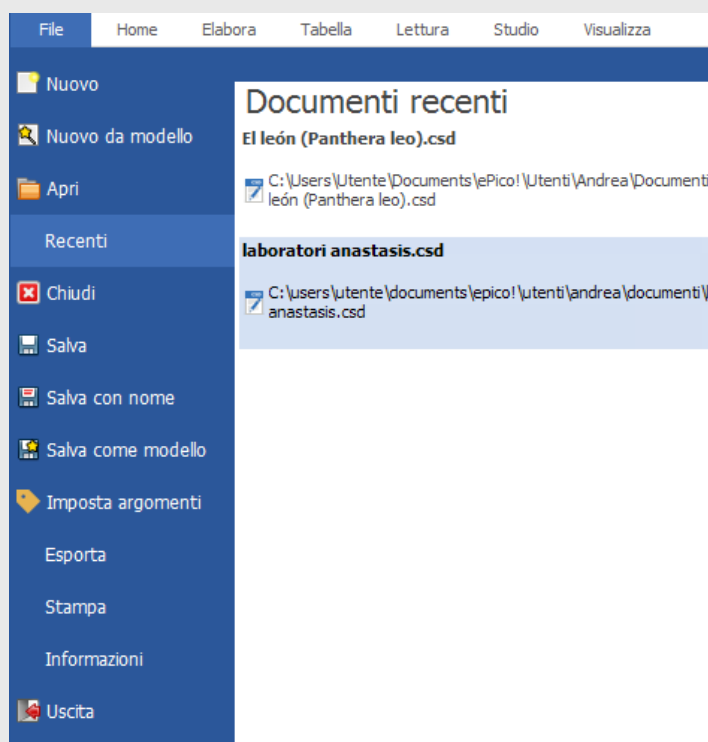 File Home Elabora Tabella Lettura Studio Visualizza
Nuovo
Nuovo da modello
Apri
Recenti
Chiudi
Salva
Salva con nome
Salva come modello
Imposta argomenti
Esporta
Stampa
Informazioni
Uscita
Documenti recenti
El león (Panthera leo).csd
C:\Users\Utente\Documents\ePico!\Utenti\Andrea\Documenti
león (Panthera leo).csd
laboratori anastasis.csd
C:\users\utente\documents\epico!\utenti\andrea\documenti\
anastasis.csd